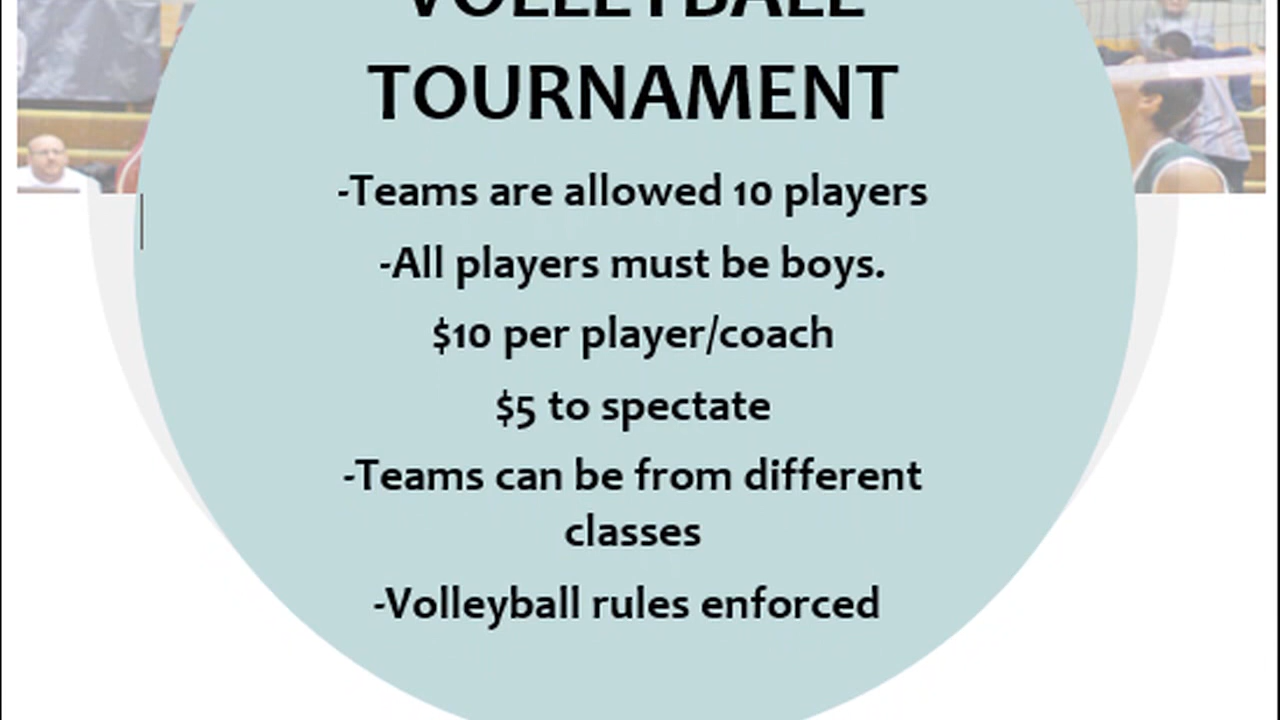 VOLLEYBALL
TOURNAMENT
-Teams are allowed 10 players
-All players must be boys.
$10 per player/coach
$5 to spectate
-Teams can be from different
classes
-Volleyball rules enforced